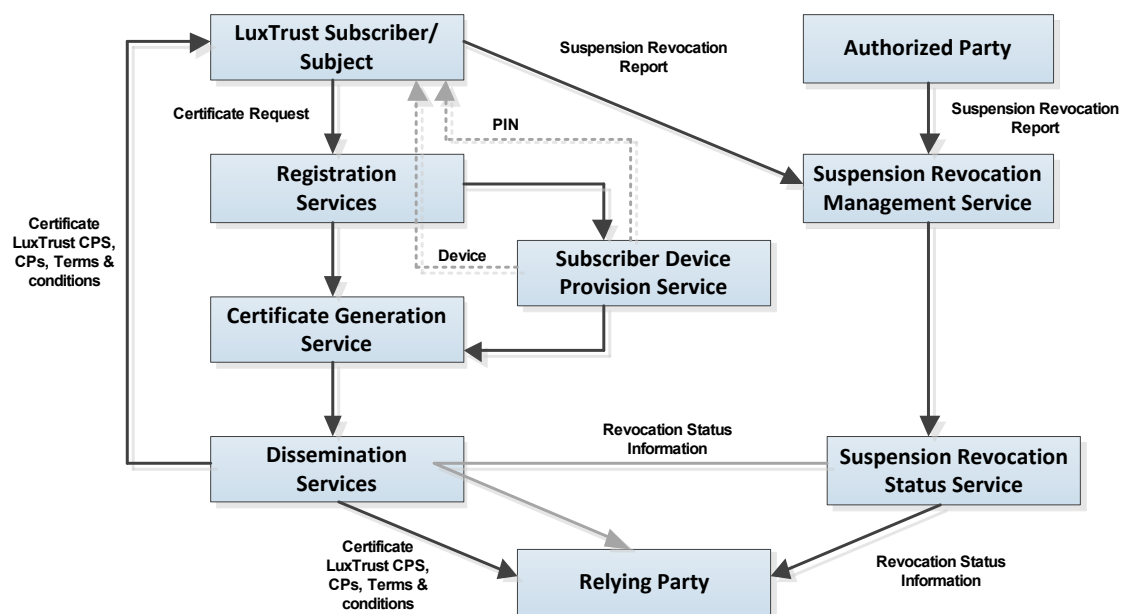 LuxTrust Subscriber/
Subject
Suspension Revocation
Report
Authorized Party
Certificate Request
PIN
Suspension Revocation
Report
Registration
Services
Suspension Revocation
Management Service
Certificate
LuxTrust CPS,
CPs, Terms &
conditions
Device
Subscriber Device
Provision Service
Certificate Generation
Service
Revocation Status
Information
Dissemination
Services
Suspension Revocation
Status Service
Certificate
LuxTrust CPS,
CPs, Terms &
conditions
Relying Party
Revocation Status
Information